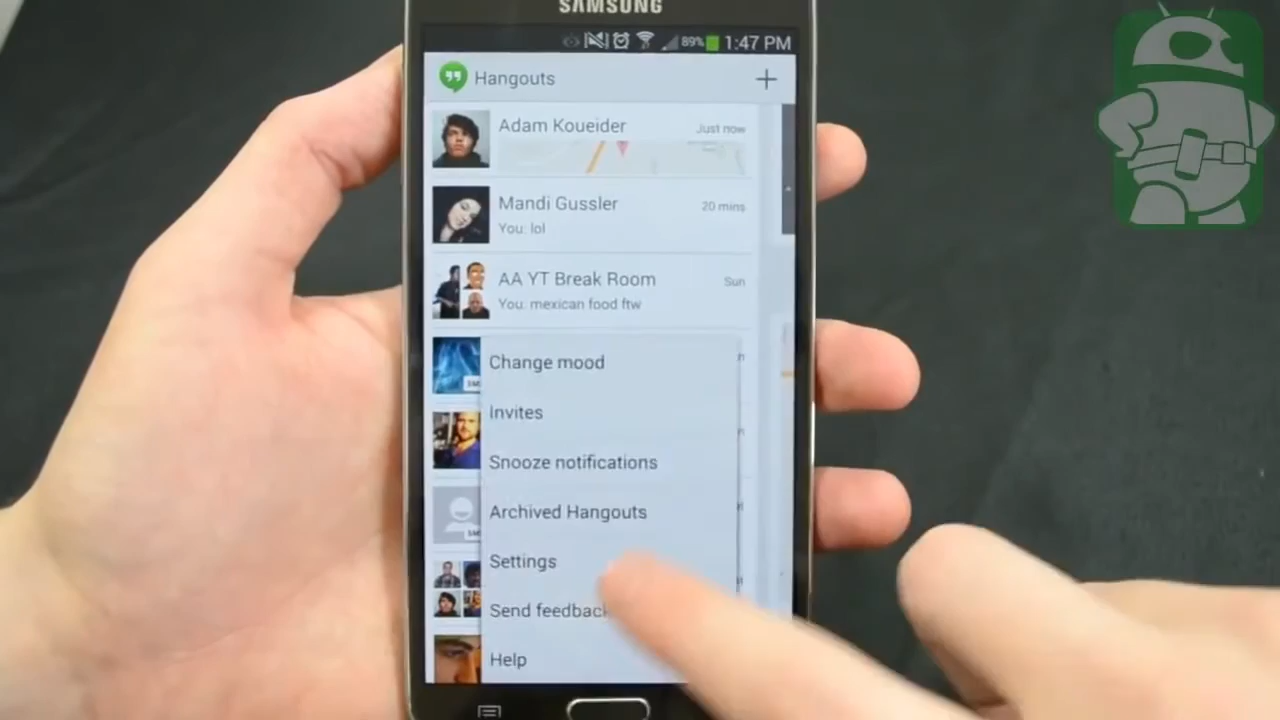 SAMSUNG
89% 1:47 PM
Hangouts
Adam Koueider Just now
Mandi Gussler 20 mins
You: lol
AA YT Break Room Sun
You: mexican food ftw
Change mood
Invites
Snooze notifications
Archived Hangouts
Settings
Send feedback
Help